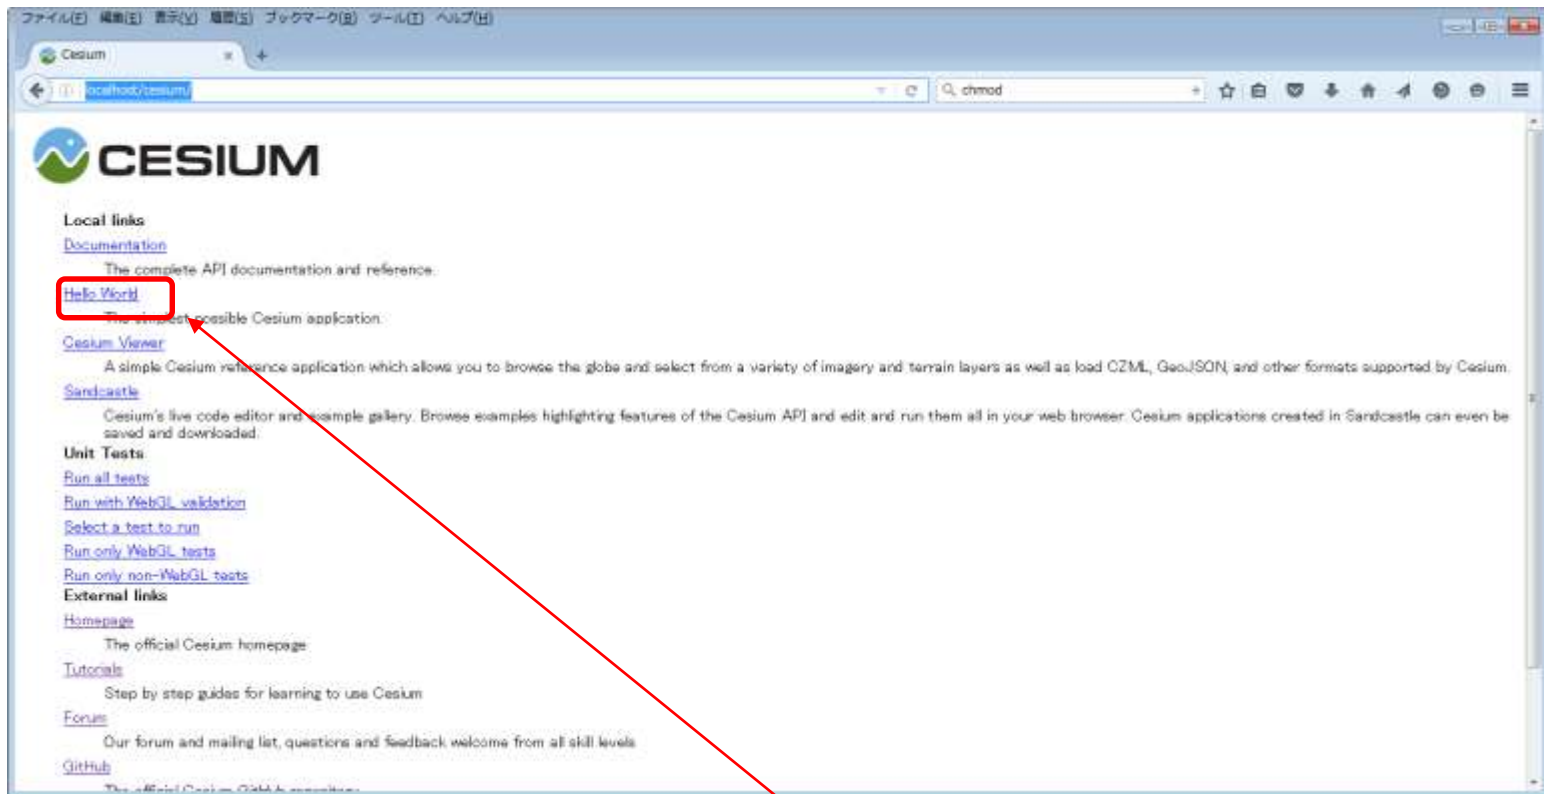 ファイル(F) 編集(E) 表示(V) 履歴(S) ブックマーク(B) ツール(T) ヘルプ(H)
Cesium
localhost/cesium/
chmod
CESIUM
Local links
Documentation
The complete API documentation and reference.
Hello World
The simplest possible Cesium application.
Cesium Viewer
A simple Cesium reference application which allows you to browse the globe and select from a variety of imagery and terrain layers as well as load CZML, GeoJSON, and other formats supported by Cesium.
Sandcastle
Cesium's live code editor and example gallery. Browse examples highlighting features of the Cesium API and edit and run them all in your web browser. Cesium applications created in Sandcastle can even be
saved and downloaded.
Unit Tests
Run all tests
Run with WebGL validation
Select a test to run
Run only WebGL tests
Run only non-WebGL tests
External links
Homepage
The official Cesium homepage
Tutorials
Step by step guides for learning to use Cesium
Forum
Our forum and mailing list, questions and feedback welcome from all skill levels
GitHub
The official Cesium GitHub repository